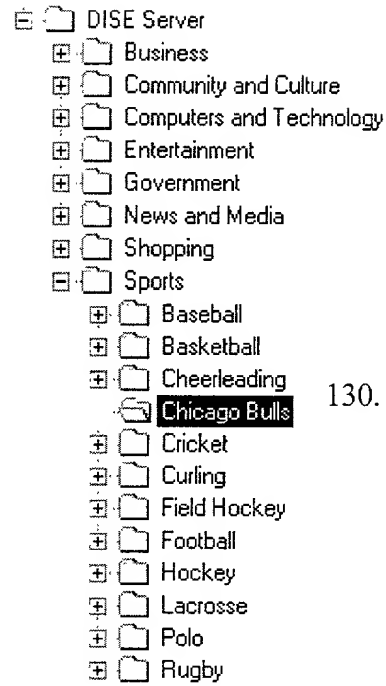 DISE Server
Business
Community and Culture
Computers and Technology
Entertainment
Government
News and Media
Shopping
Sports
Baseball
Basketball
Cheerleading
Chicago Bulls 130.
Cricket
Curling
Field Hockey
Football
Hockey
Lacrosse
Polo
Rugby